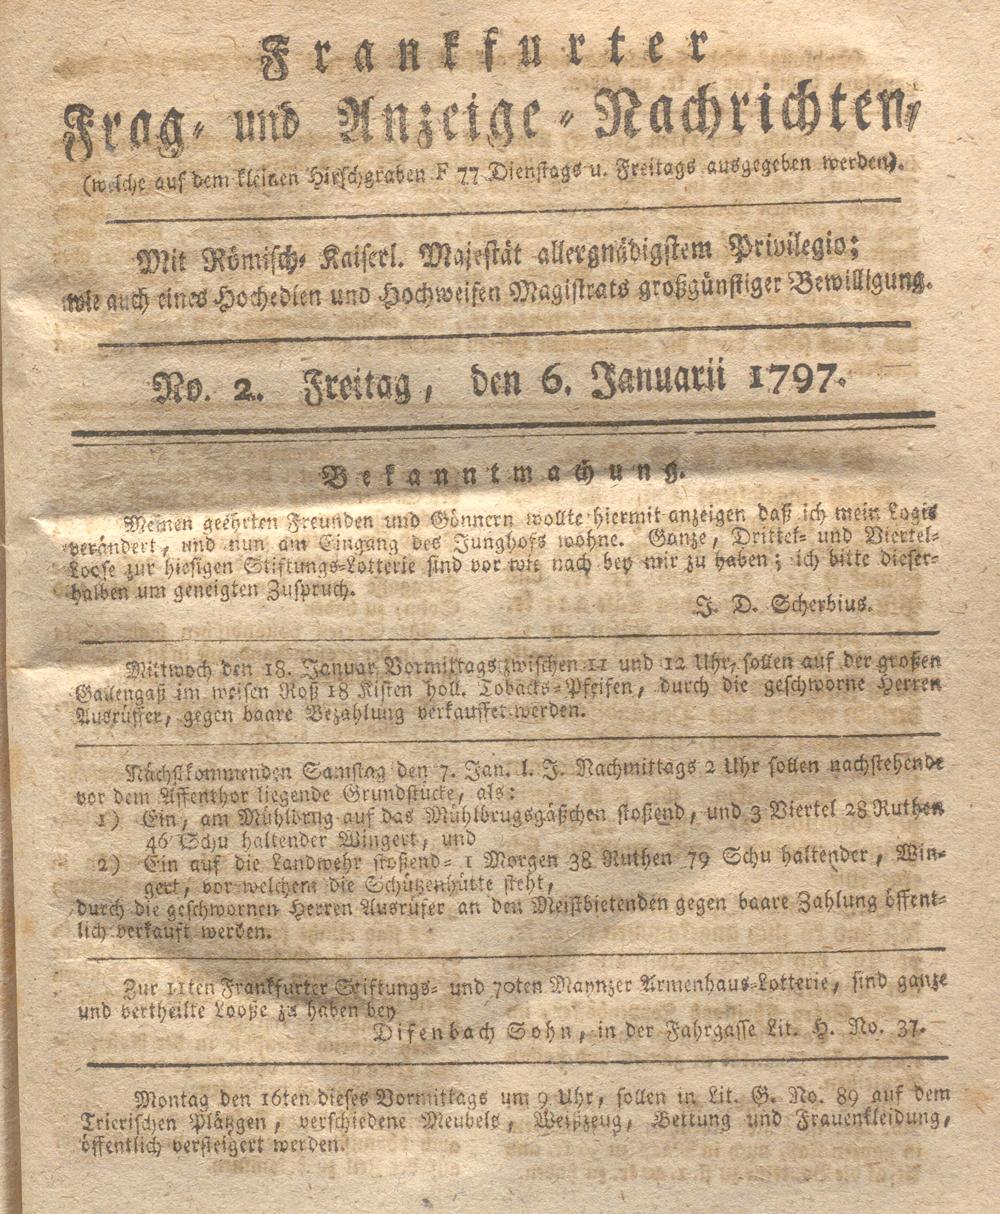 Frankfurter
Frag- und Anzeige-Nachrichten,
(welche auf dem kleinen Hirschgraben F 77 Dienstags u. Freitags ausgegeben werden).
Mit Römisch- Kaiserl. Majestät allergnädigstem Privilegio;
wie auch eines Hochedlen und Hochweisen Magistrats großgünstiger Bewilligung.
No. 2. Freitag, den 6. Januarii 1797.
Bekanntmachung.
Meinen geehrten Freunden und Gönnern wollte hiermit anzeigen daß ich mein Logis
verändert, und nun am Eingang des Junghofs wohne. Ganze, Drittel- und Viertel-
Loose zur hiesigen Stiftungs-Lotterie sind vor wie nach bey mir zu haben; ich bitte dieser-
halben um geneigten Zuspruch.
J. D. Scherbius.
Mittwoch den 18. Januar Vormittags zwischen 11 und 12 Uhr, sollen auf der großen
Gallengaß im weisen Roß 18 Kisten holl. Tobacks-Pfeifen, durch die geschworne Herren
Ausrüffer, gegen baare Bezahlung verkauffet werden.
Nächstkommenden Samstag den 7. Jan. l. J. Nachmittags 2 Uhr sollen nachstehende
vor dem Affenthor liegende Grundstücke, als:
1) Ein, am Mühlbrug auf das Mühlbrugsgäßchen stoßend, und 3 Viertel 28 Ruthen
46 Schu haltender Wingert, und
2) Ein auf die Landwehr stoßend- 1 Morgen 38 Ruthen 79 Schu haltender, Win-
gert, vor welchem die Schützenhütte steht,
durch die geschwornen Herren Ausrüfer an den Meistbietenden gegen baare Zahlung öffent-
lich verkauft werden.
Zur 11ten Frankfurter Stiftungs- und 70ten Maynzer Armenhaus-Lotterie, sind ganze
und vertheilte Looße zu haben bey
Difenbach Sohn, in der Fahrgasse Lit. H. No. 37.
Montag den 16ten dieses Vormittags um 9 Uhr, sollen in Lit. G. No. 89 auf dem
Trierischen Plätzgen, verschiedene Meubels, Weißzeug, Bettung und Frauenkleidung,
öffentlich versteigert werden.